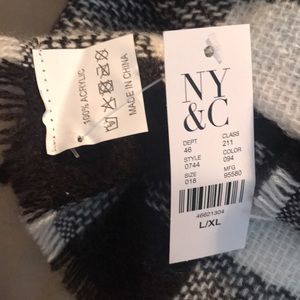 100% ACRYLIC
MADE IN CHINA
NY
&C
DEPT CLASS
46 211
STYLE COLOR
0744 094
SIZE MFG
018 95580
46621304
L/XL